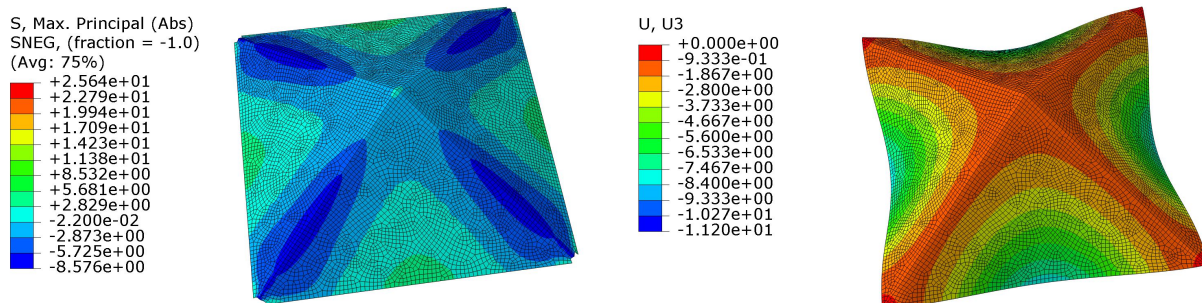 S, Max. Principal (Abs)
SNEG, (fraction = -1.0)
(Avg: 75%)
+2.564e+01
+2.279e+01
+1.994e+01
+1.709e+01
+1.423e+01
+1.138e+01
+8.532e+00
+5.681e+00
+2.829e+00
-2.200e-02
-2.873e+00
-5.725e+00
-8.576e+00
U, U3
+0.000e+00
-9.333e-01
-1.867e+00
-2.800e+00
-3.733e+00
-4.667e+00
-5.600e+00
-6.533e+00
-7.467e+00
-8.400e+00
-9.333e+00
-1.027e+01
-1.120e+01